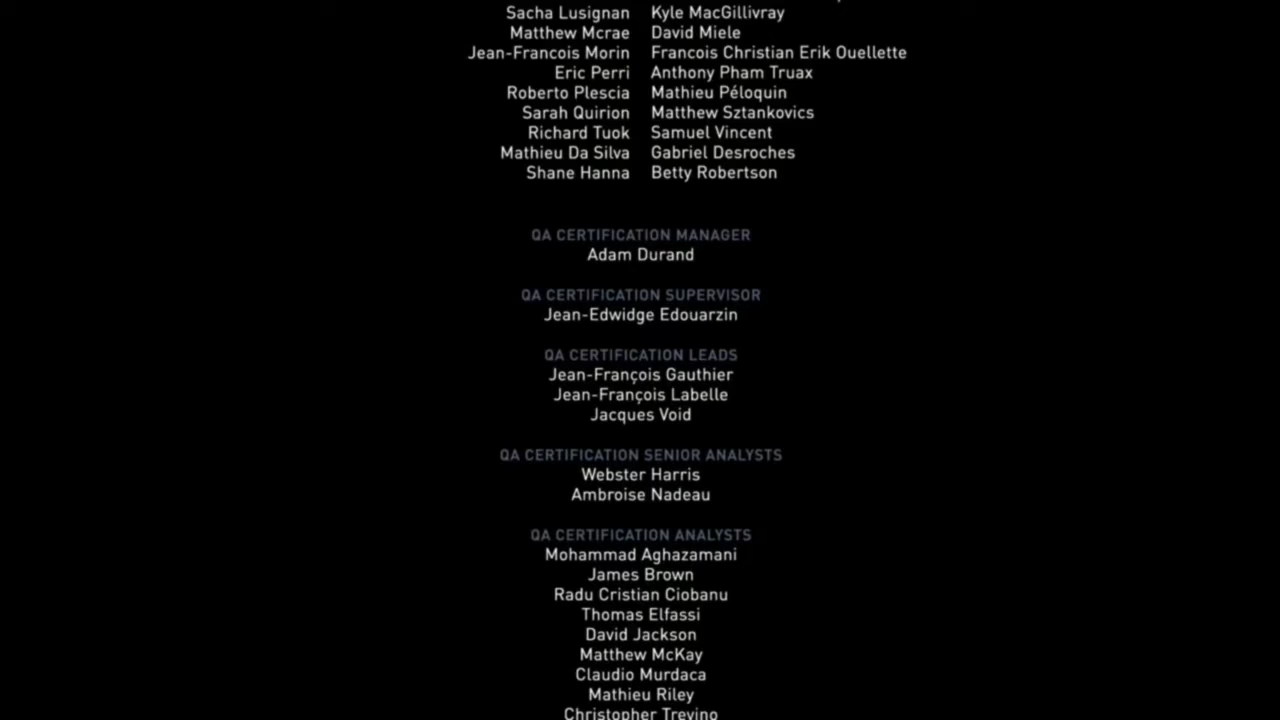 Sacha Lusignan Kyle MacGillivray
Matthew Mcrae David Miele
Jean-Francois Morin Francois Christian Erik Ouellette
Eric Perri Anthony Pham Truax
Roberto Plescia Mathieu Péloquin
Sarah Quirion Matthew Sztankovics
Richard Tuok Samuel Vincent
Mathieu Da Silva Gabriel Desroches
Shane Hanna Betty Robertson
QA CERTIFICATION MANAGER
Adam Durand
QA CERTIFICATION SUPERVISOR
Jean-Edwidge Edouarzin
QA CERTIFICATION LEADS
Jean-François Gauthier
Jean-François Labelle
Jacques Void
QA CERTIFICATION SENIOR ANALYSTS
Webster Harris
Ambroise Nadeau
QA CERTIFICATION ANALYSTS
Mohammad Aghazamani
James Brown
Radu Cristian Ciobanu
Thomas Elfassi
David Jackson
Matthew McKay
Claudio Murdaca
Mathieu Riley
Christopher Trevino